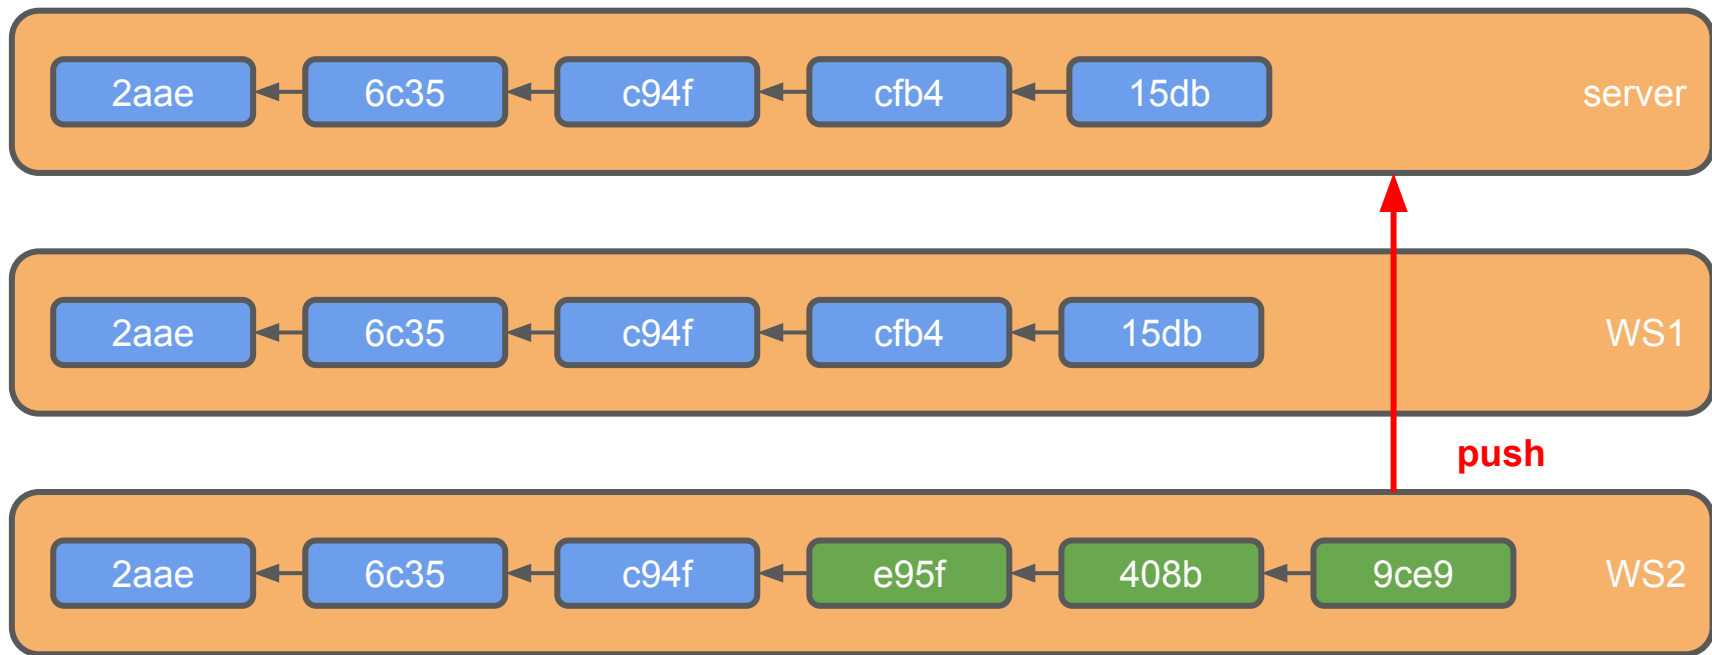 2aae 6c35 c94f cfb4 15db server
2aae 6c35 c94f cfb4 15db WS1
push
2aae 6c35 c94f e95f 408b 9ce9 WS2